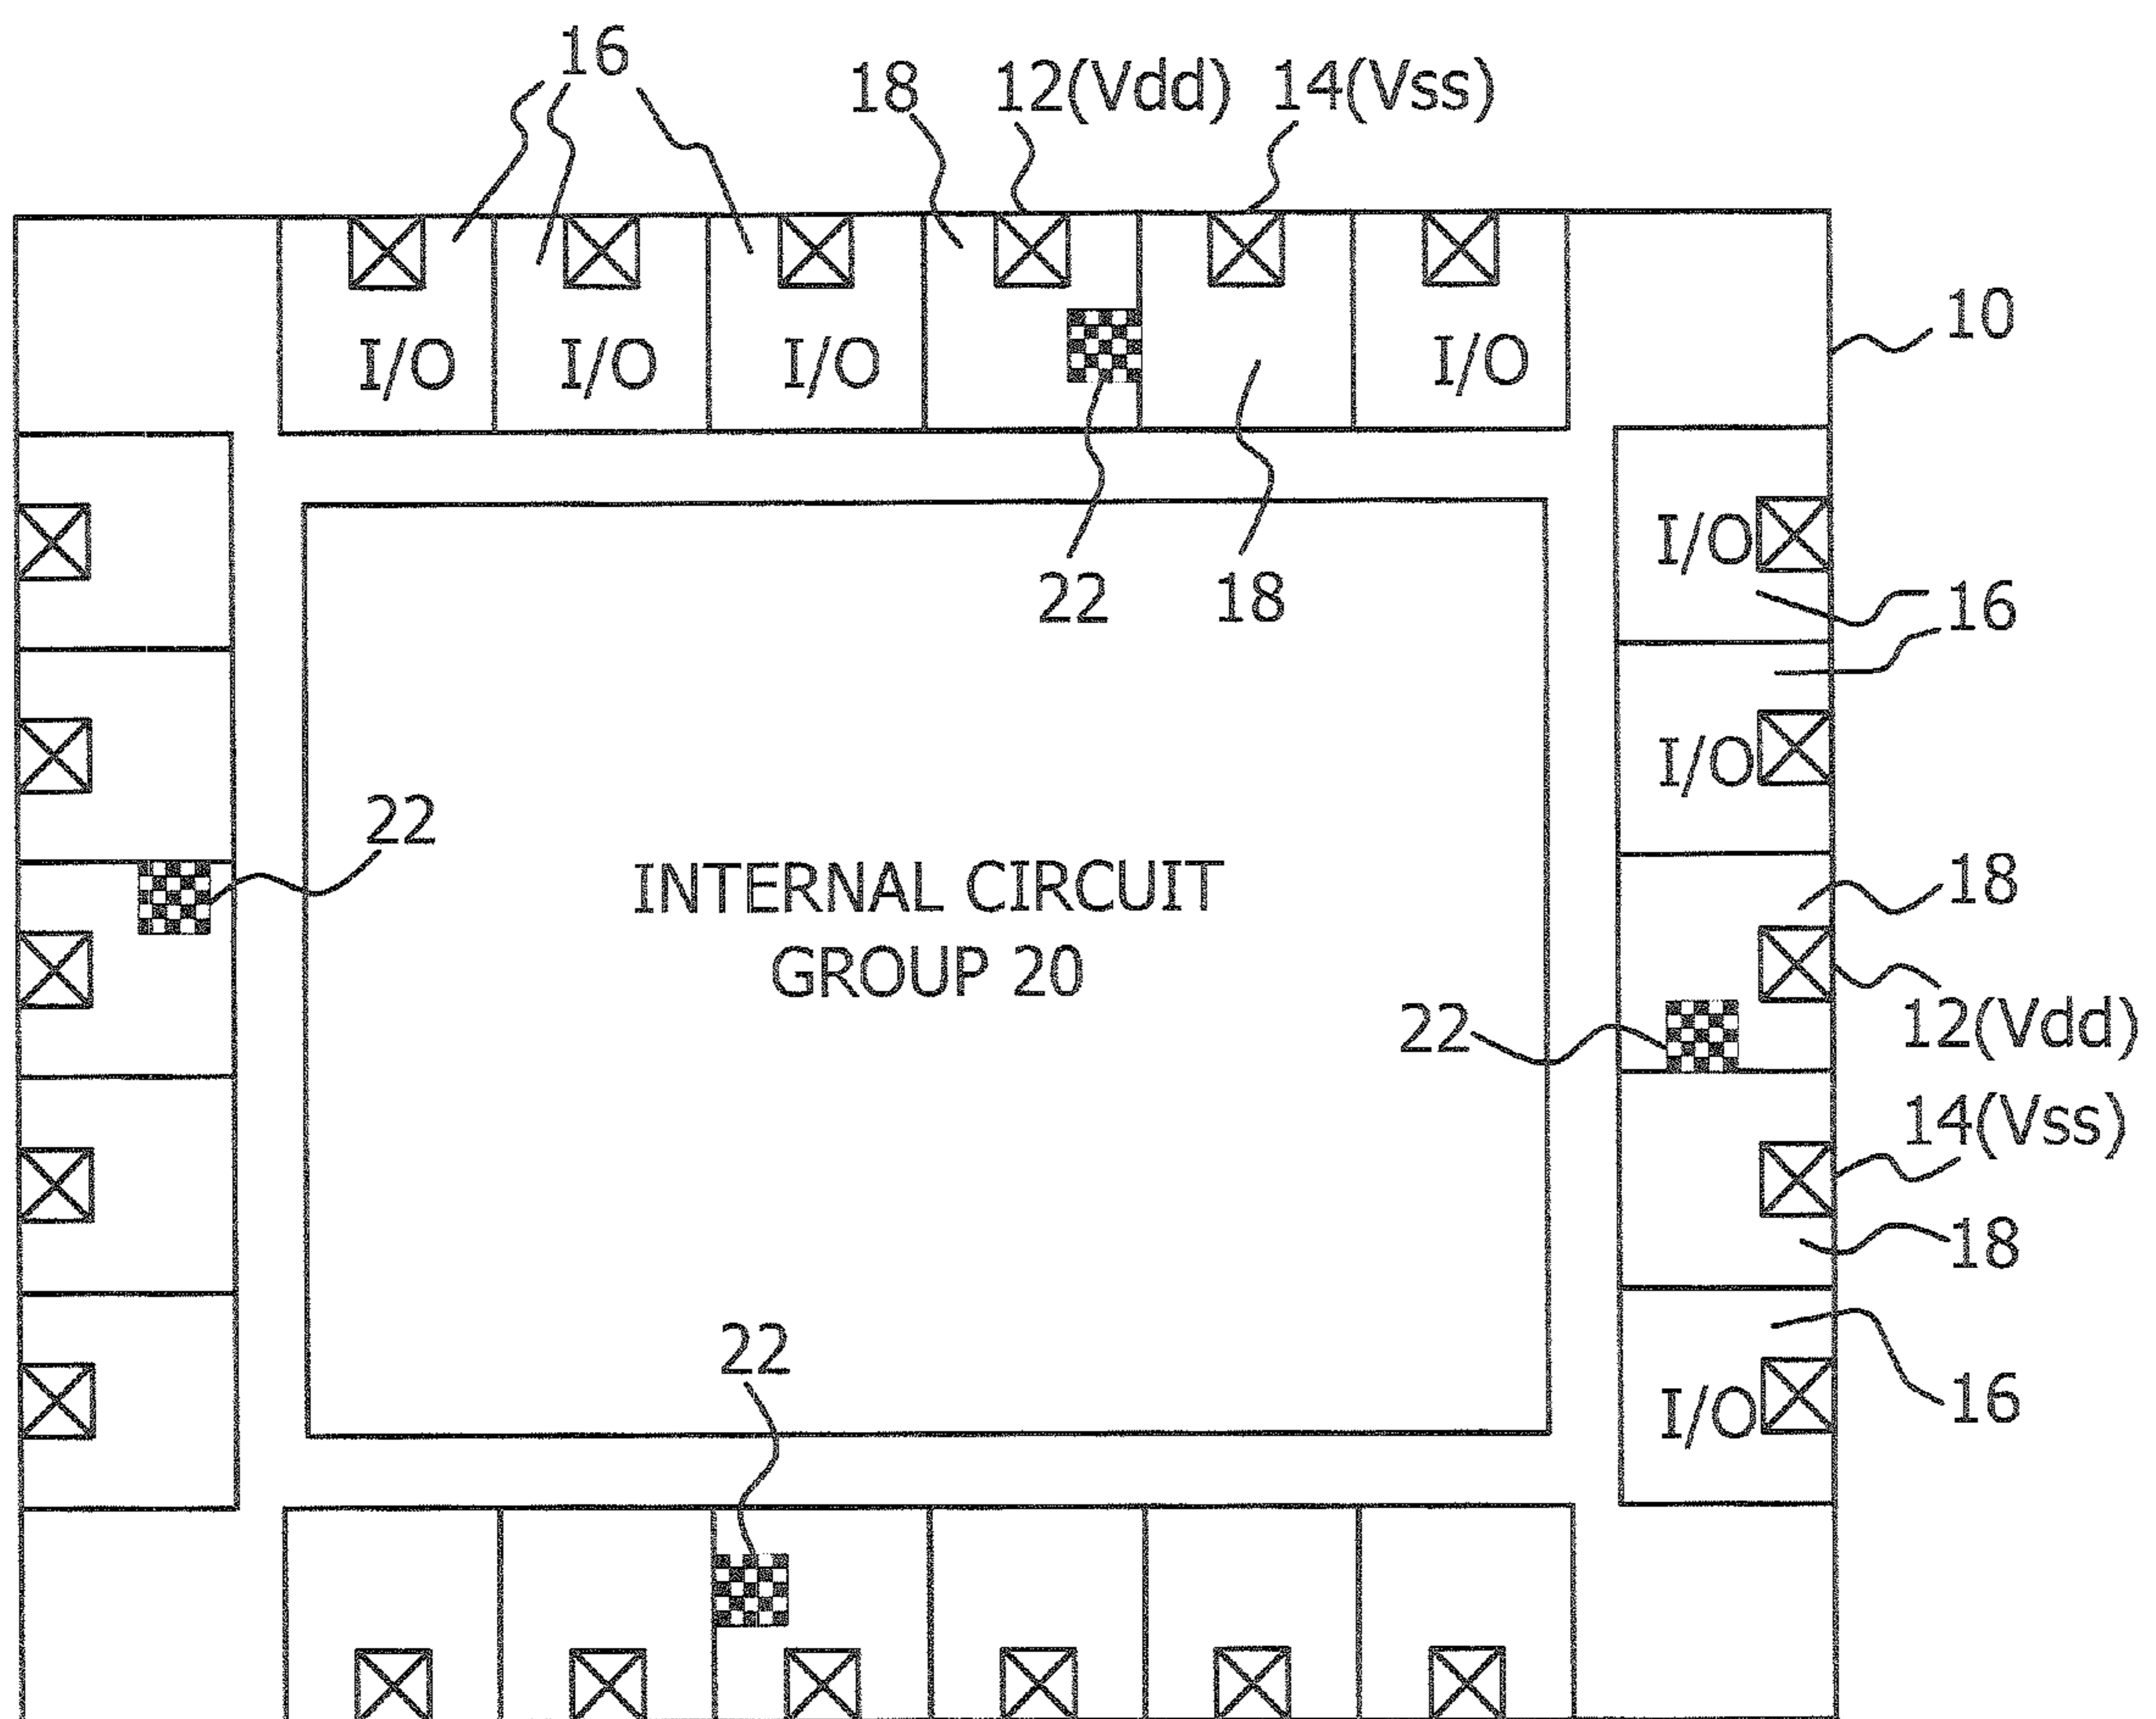 16
18 12(Vdd) 14(Vss)
10
I/O I/O I/O I/O
I/O
22 18
16
I/O
22
INTERNAL CIRCUIT
18
GROUP 20
22
12(Vdd)
14(Vss)
18
22
16
I/O